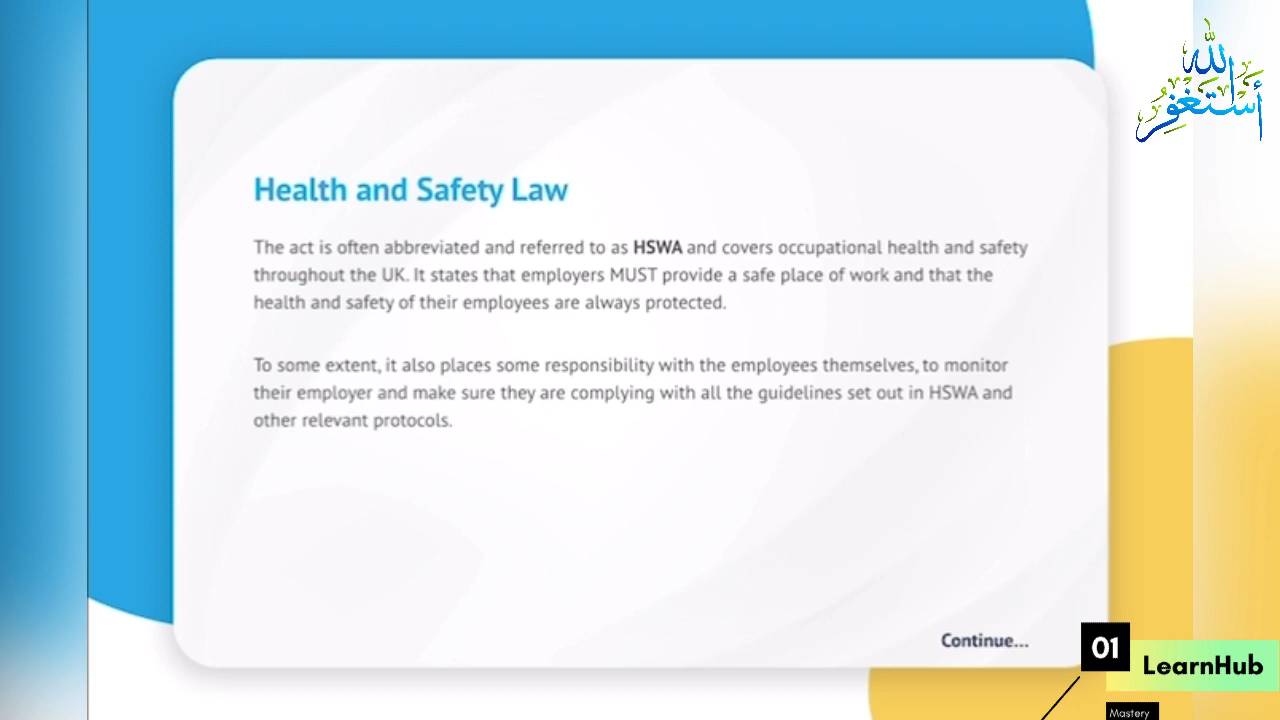 أستغفر الله
Health and Safety Law
The act is often abbreviated and referred to as HSWA and covers occupational health and safety
throughout the UK. It states that employers MUST provide a safe place of work and that the
health and safety of their employees are always protected.
To some extent, it also places some responsibility with the employees themselves, to monitor
their employer and make sure they are complying with all the guidelines set out in HSWA and
other relevant protocols.
Continue...
01
LearnHub
Mastery